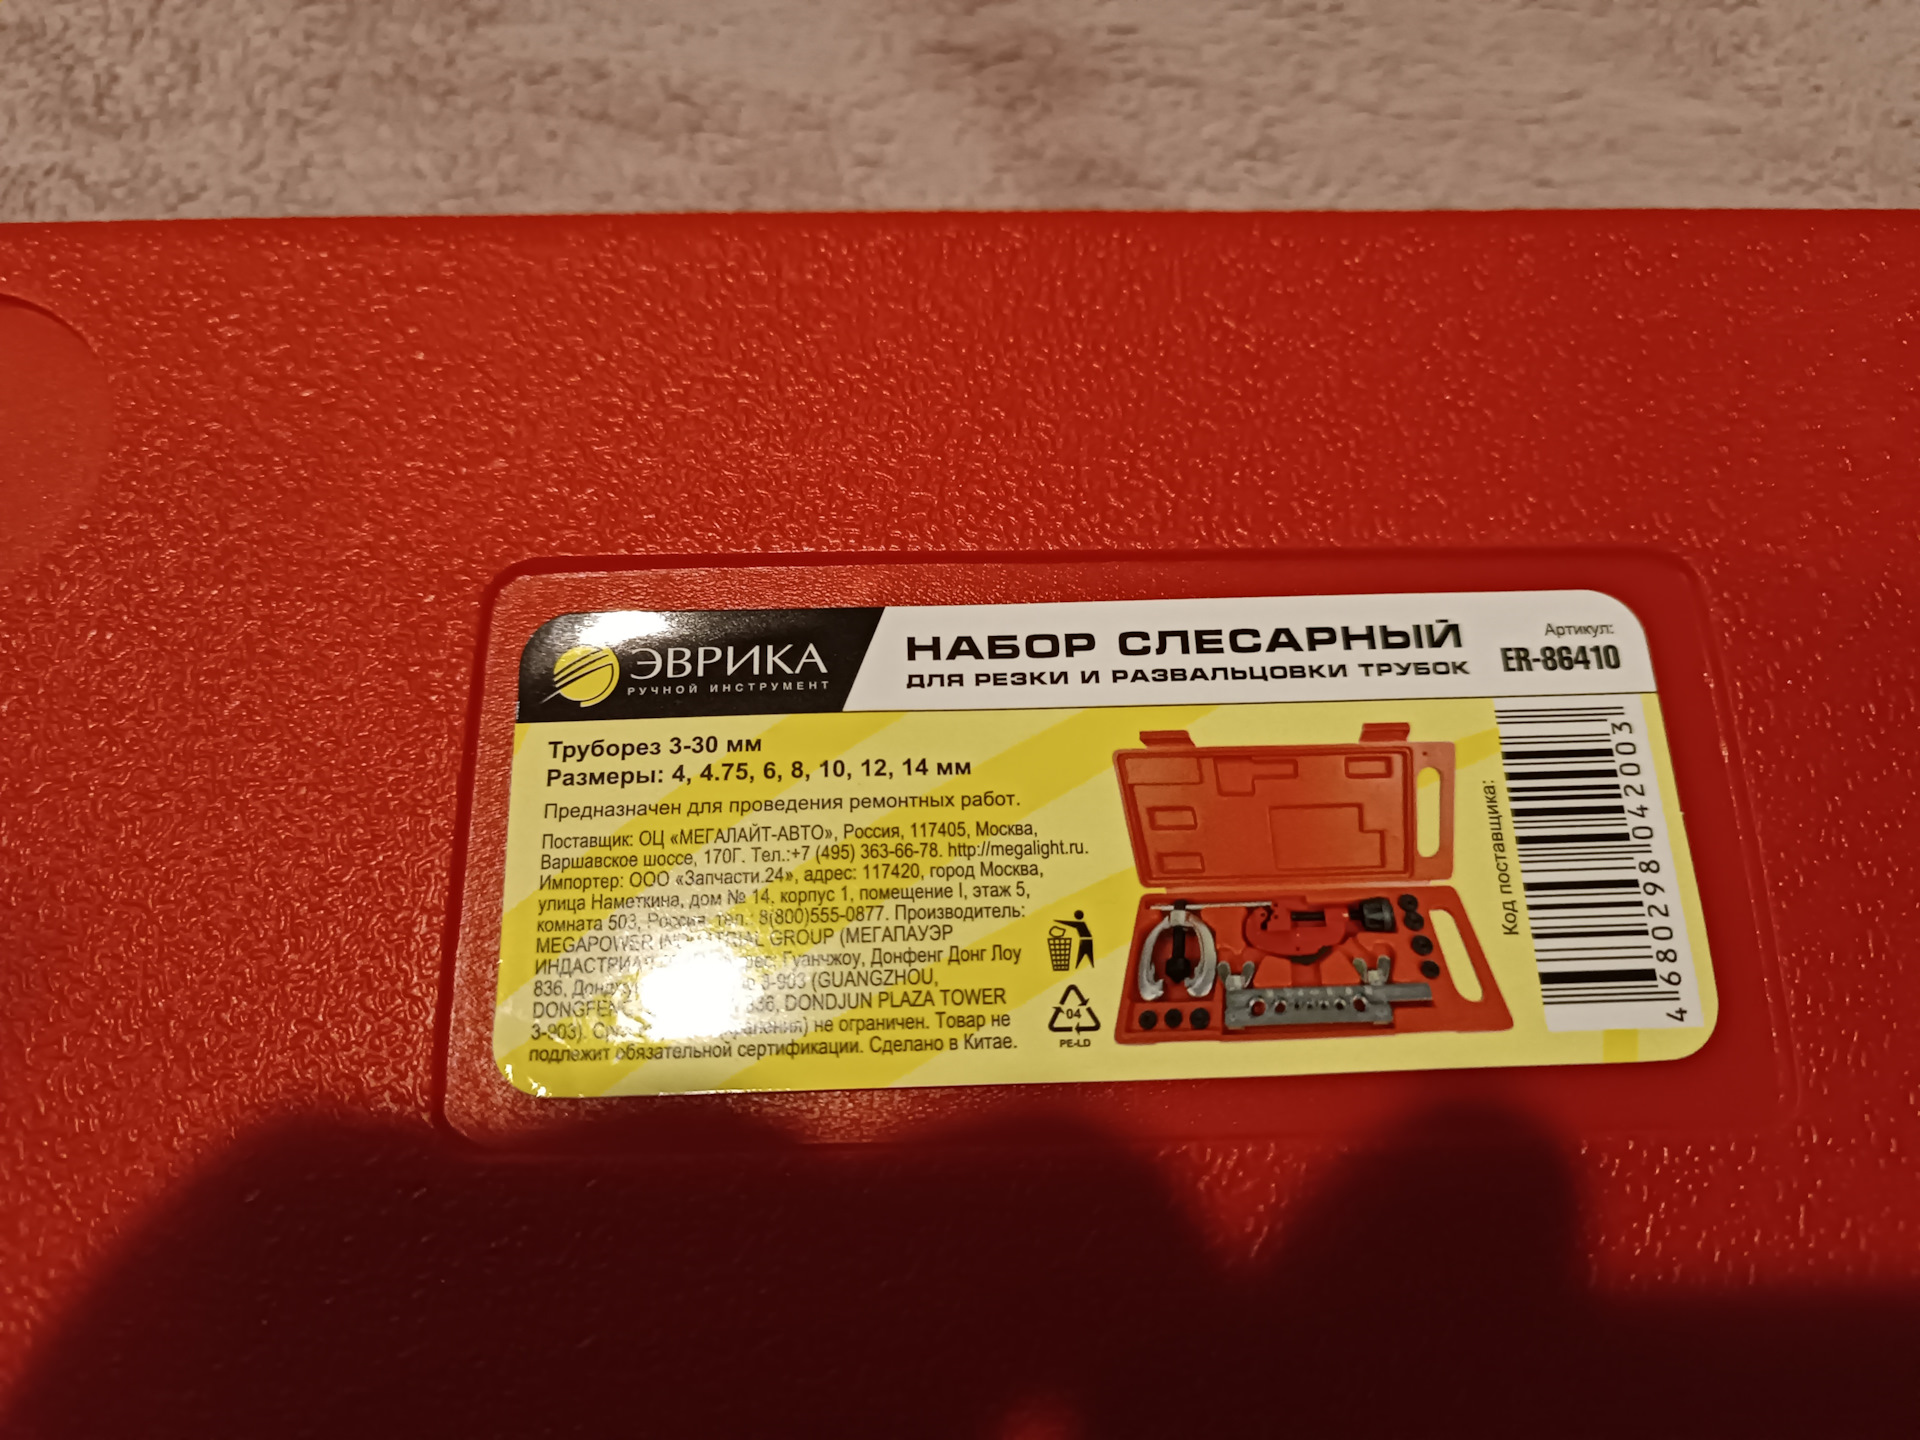 ЭВРИКА
РУЧНОЙ ИНСТРУМЕНТ
НАБОР СЛЕСАРНЫЙ
ДЛЯ РЕЗКИ И РАЗВАЛЬЦОВКИ ТРУБОК
Артикул:
ER-86410
Труборез 3-30 мм
Размеры: 4, 4.75, 6, 8, 10, 12, 14 мм
Предназначен для проведения ремонтных работ.
Поставщик: ОЦ «МЕГАЛАЙТ-АВТО», Россия, 117405, Москва,
Варшавское шоссе, 170Г. Тел.:+7 (495) 363-66-78. http://megalight.ru.
Импортер: ООО «Запчасти.24», адрес: 117420, город Москва,
улица Наметкина, дом № 14, корпус 1, помещение I, этаж 5,
комната 503, Россия, тел.: 8(800)555-0877. Производитель:
MEGAPOWER INDUSTRIAL GROUP (МЕГАПАУЭР
Гуанчжоу, Донфенг Донг Лоу
836, 3-903 (GUANGZHOU,
836, DONDJUN PLAZA TOWER
3-903). не ограничен. Товар не
подлежит обязательной сертификации. Сделано в Китае.
04
PE-LD
Код поставщика:
4 680298 042003